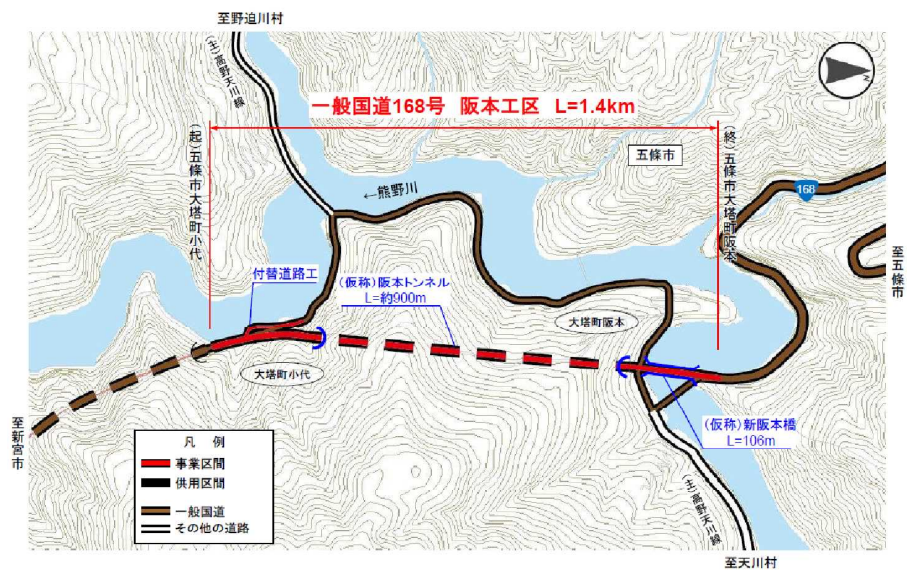 至野迫川村
(主)高野天川線
N
一般国道168号 阪本工区 L=1.4km
(起)五條市大塔町小代
(終)五條市大塔町阪本
五條市
168
←熊野川
至五條市
付替道路工
(仮称)阪本トンネル
L=約900m
大塔町阪本
大塔町小代
(仮称)新阪本橋
L=106m
至新宮市
凡 例
事業区間
供用区間
一般国道
その他の道路
(主)高野天川線
至天川村